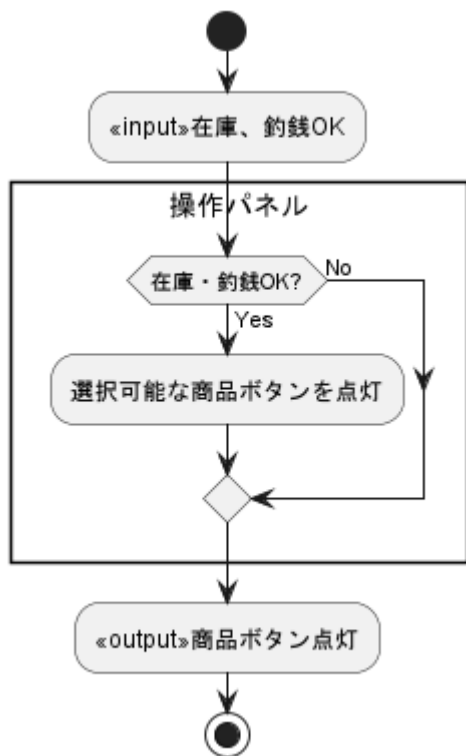 «input»在庫、釣銭OK
操作パネル
在庫・釣銭OK?
No
Yes
選択可能な商品ボタンを点灯
«output»商品ボタン点灯